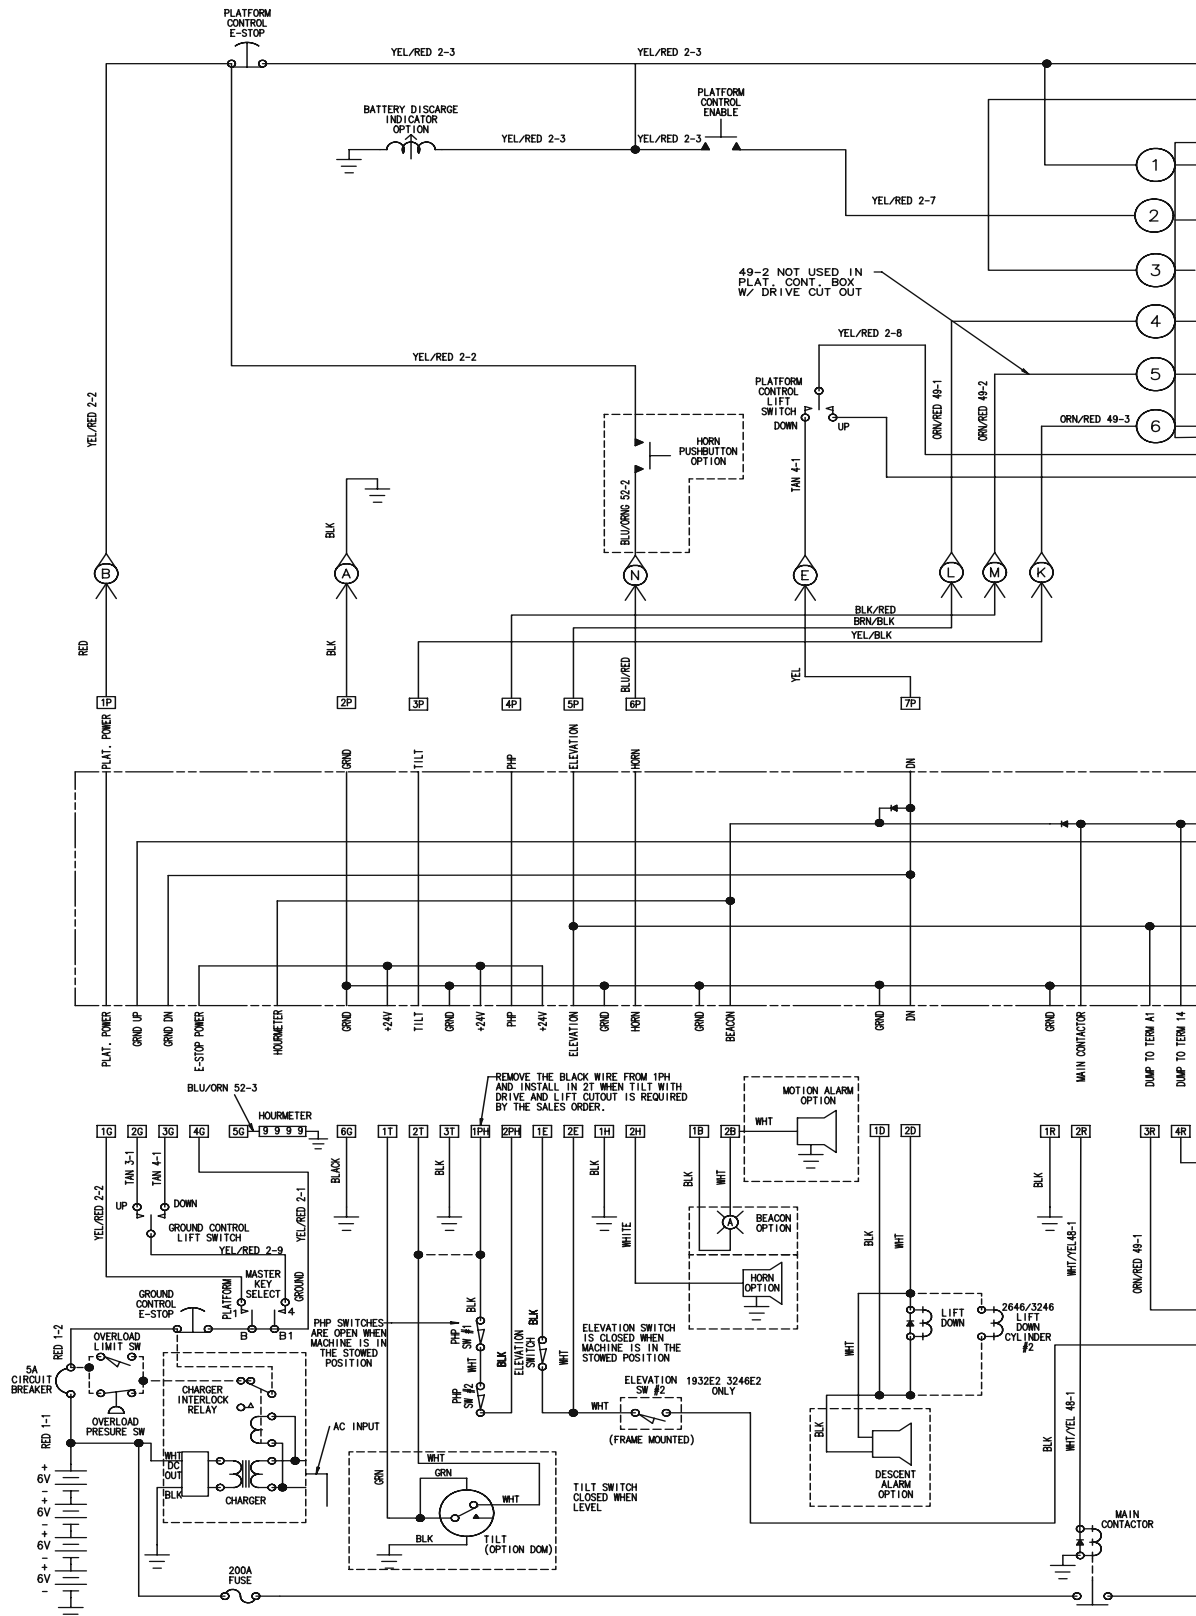 PLATFORM
CONTROL
E-STOP
YEL/RED 2-3
YEL/RED 2-3
BATTERY DISCARGE
INDICATOR
OPTION
YEL/RED 2-3
YEL/RED 2-3
PLATFORM
CONTROL
ENABLE
1
YEL/RED 2-7
2
49-2 NOT USED IN
PLAT. CONT. BOX
W/ DRIVE CUT OUT
3
4
YEL/RED 2-8
YEL/RED 2-2
5
PLATFORM
CONTROL
LIFT
SWITCH
DOWN
UP
YEL/RED 2-2
ORN/RED 49-1
ORN/RED 49-2
ORN/RED 49-3
6
HORN
PUSHBUTTON
OPTION
BLU/ORNG 52-2
TAN 4-1
BLK
B
A
N
E
L
M
K
BLK/RED
BRN/BLK
YEL/BLK
RED
BLK
BLU/RED
YEL
1P
2P
3P
4P
5P
6P
7P
PLAT. POWER
GRND
TILT
PHP
ELEVATION
HORN
DN
PLAT. POWER
GRND UP
GRND DN
E-STOP POWER
HOURMETER
GRND
+24V
TILT
GRND
+24V
PHP
+24V
ELEVATION
GRND
HORN
GRND
BEACON
GRND
DN
GRND
MAIN CONTACTOR
DUMP TO TERM A1
DUMP TO TERM 14
BLU/ORN 52-3
REMOVE THE BLACK WIRE FROM 1PH
AND INSTALL IN 2T WHEN TILT WITH
DRIVE AND LIFT CUTOUT IS REQUIRED
BY THE SALES ORDER.
MOTION ALARM
OPTION
HOURMETER
9 9 9 9
WHT
1G
2G
3G
4G
5G
6G
1T
2T
3T
1PH
2PH
1E
2E
1H
2H
1B
2B
1D
2D
1R
2R
3R
4R
YEL/RED 2-2
TAN 3-1
TAN 4-1
YEL/RED 2-1
BLACK
BLK
BLK
WHITE
BLK
WHT
BLK
WHT
BLK
WHT/YEL48-1
ORN/RED 49-1
UP
DOWN
GROUND CONTROL
LIFT SWITCH
YEL/RED 2-9
BEACON
OPTION
A
HORN
OPTION
GROUND
CONTROL
E-STOP
PLATFORM
MASTER
KEY
SELECT
GROUND
1
4
B
B1
PHP SWITCHES
ARE OPEN WHEN
MACHINE IS IN
THE STOWED
POSITION
BLK
PHP
SW #1
WHT
PHP
SW #2
BLK
BLK
ELEVATION
SWITCH
WHT
ELEVATION SWITCH
IS CLOSED WHEN
MACHINE IS IN THE
STOWED POSITION
LIFT
DOWN
2646/3246
LIFT
DOWN
CYLINDER
#2
RED 1-2
OVERLOAD
LIMIT SW
5A
CIRCUIT
BREAKER
OVERLOAD
PRESURE SW
CHARGER
INTERLOCK
RELAY
ELEVATION
SW #2
1932E2 3246E2
ONLY
WHT
(FRAME MOUNTED)
WHT
BLK
RED 1-1
AC INPUT
WHT
DC
OUT
BLK
CHARGER
GRN
WHT
GRN
WHT
BLK
TILT
(OPTION DOM)
TILT SWITCH
CLOSED WHEN
LEVEL
DESCENT
ALARM
OPTION
BLK
WHT/YEL 48-1
MAIN
CONTACTOR
+
6V
-
+
6V
-
+
6V
-
+
6V
-
200A
FUSE